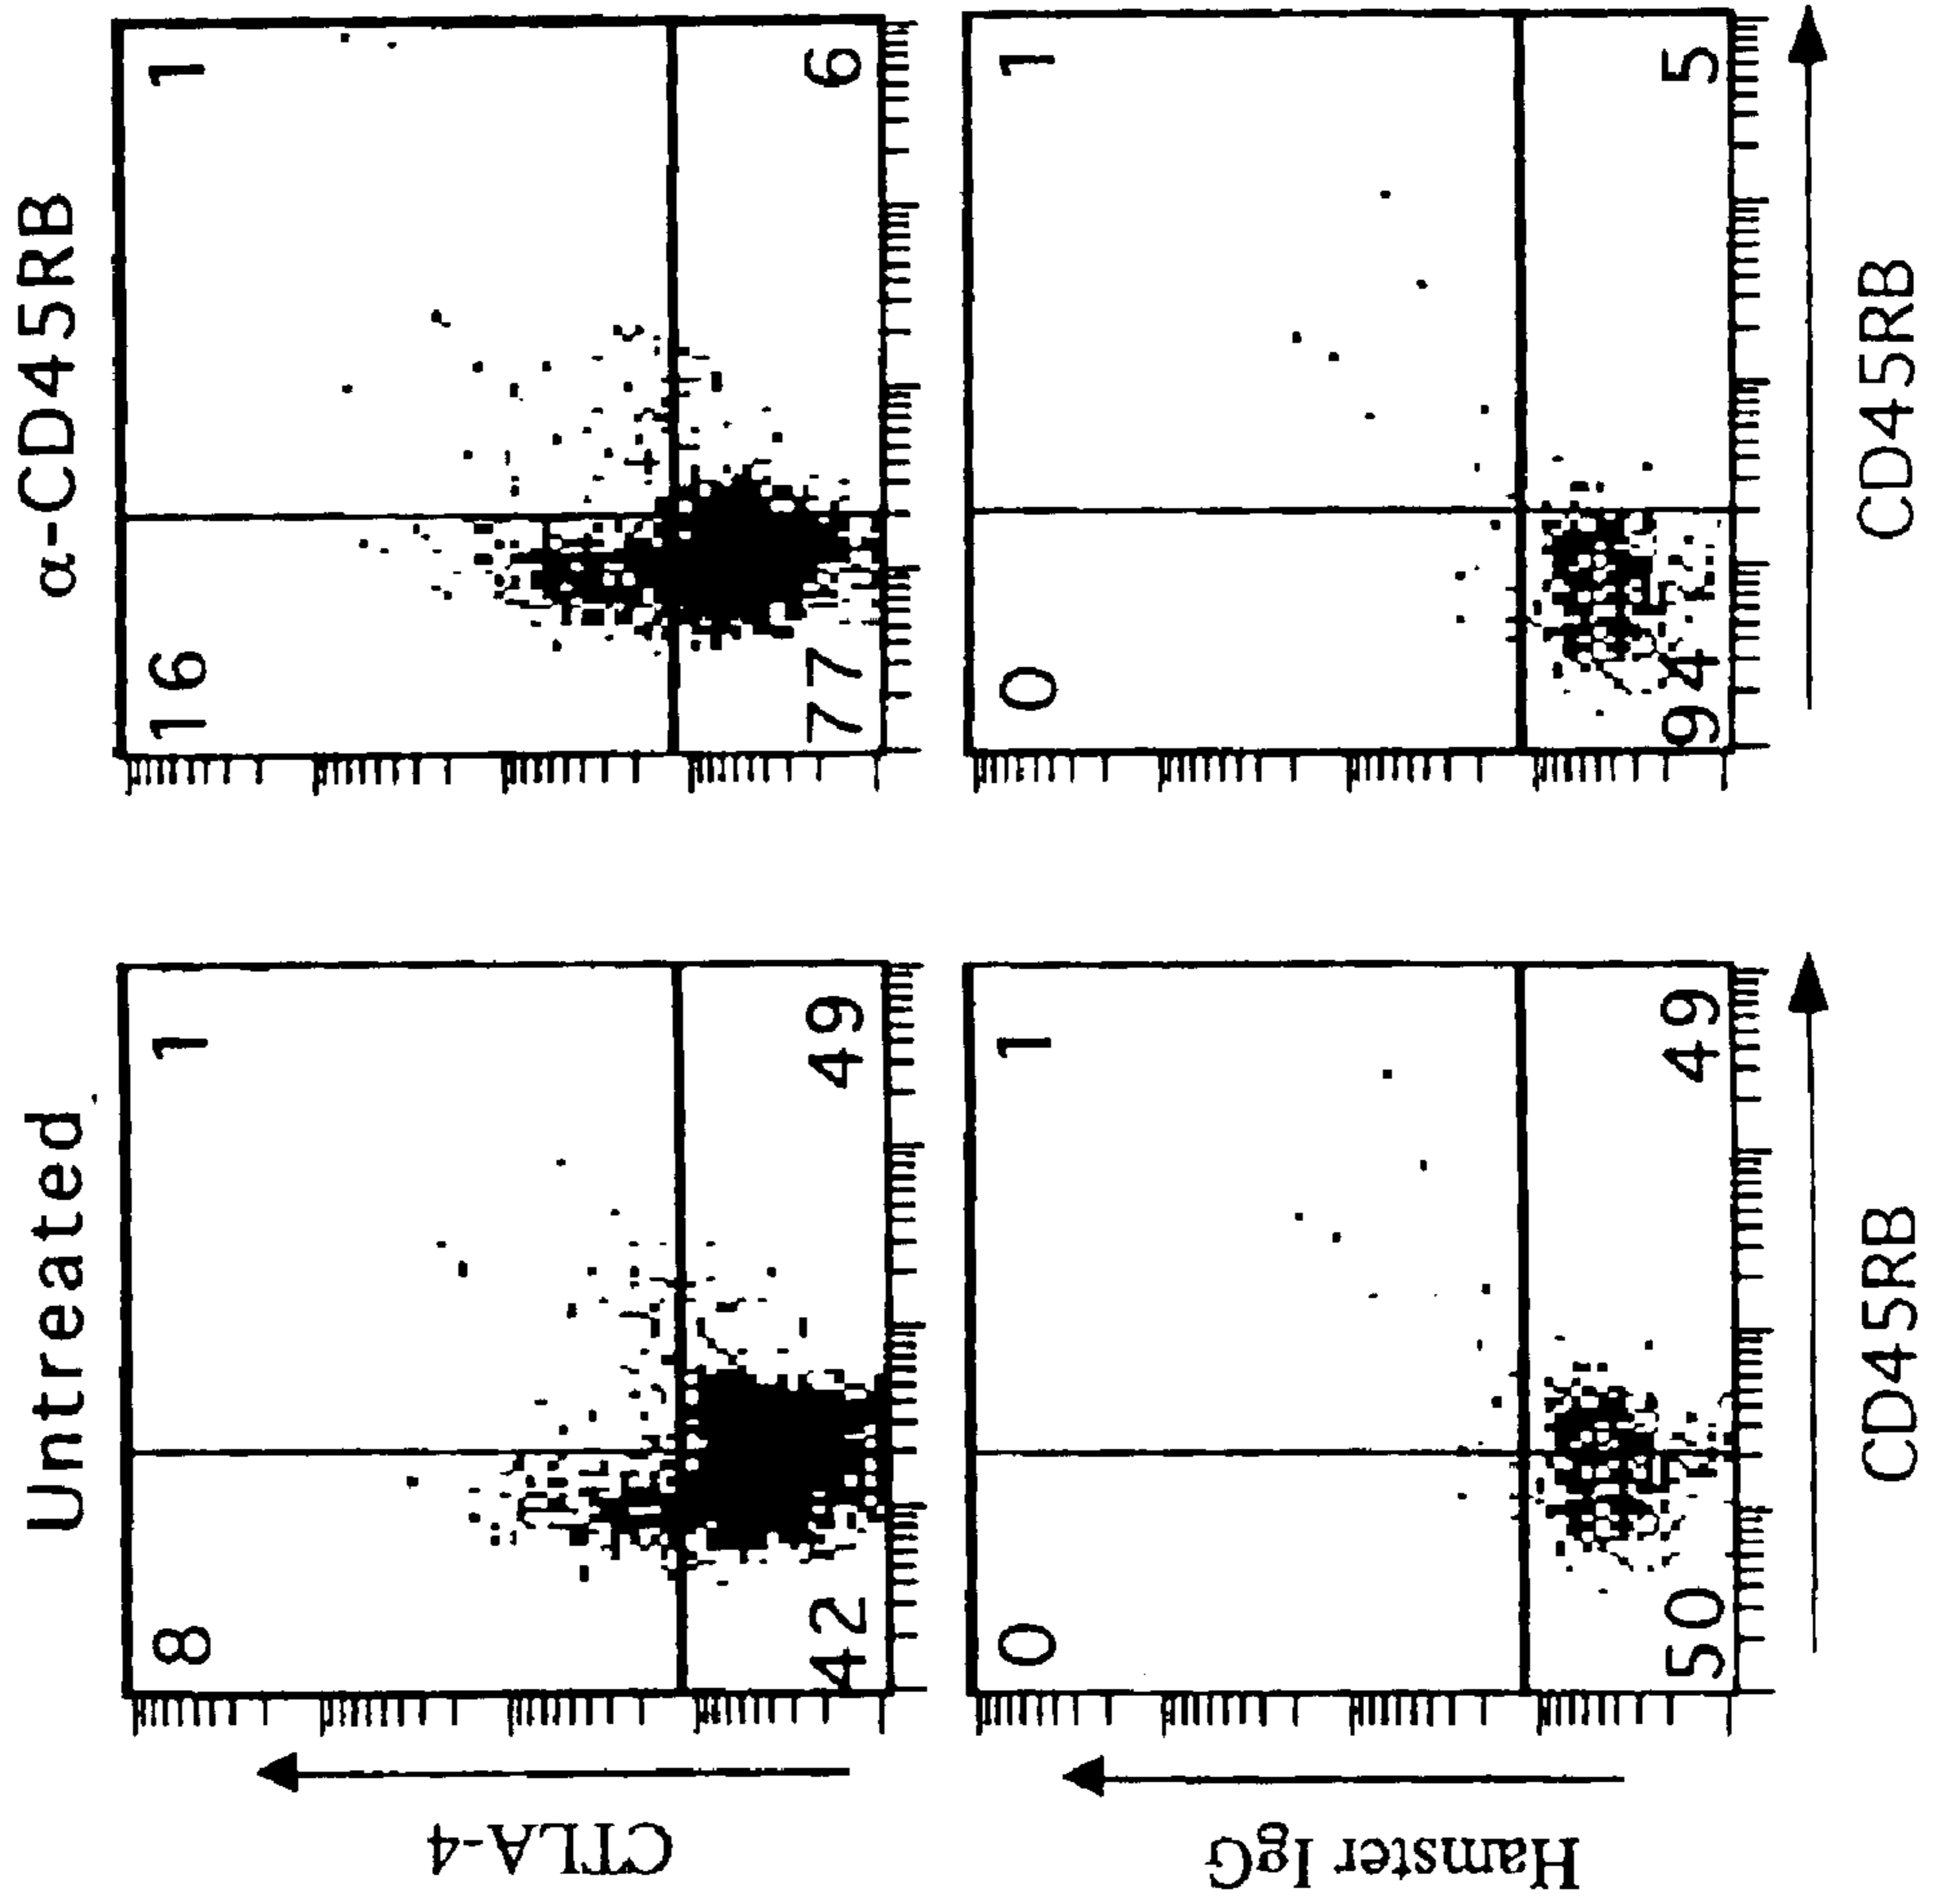 Untreated
α-CD45RB
8
1
42
49
16
1
77
6
CTLA-4
0
1
50
49
0
1
94
5
Hamster IgG
CD45RB
CD45RB